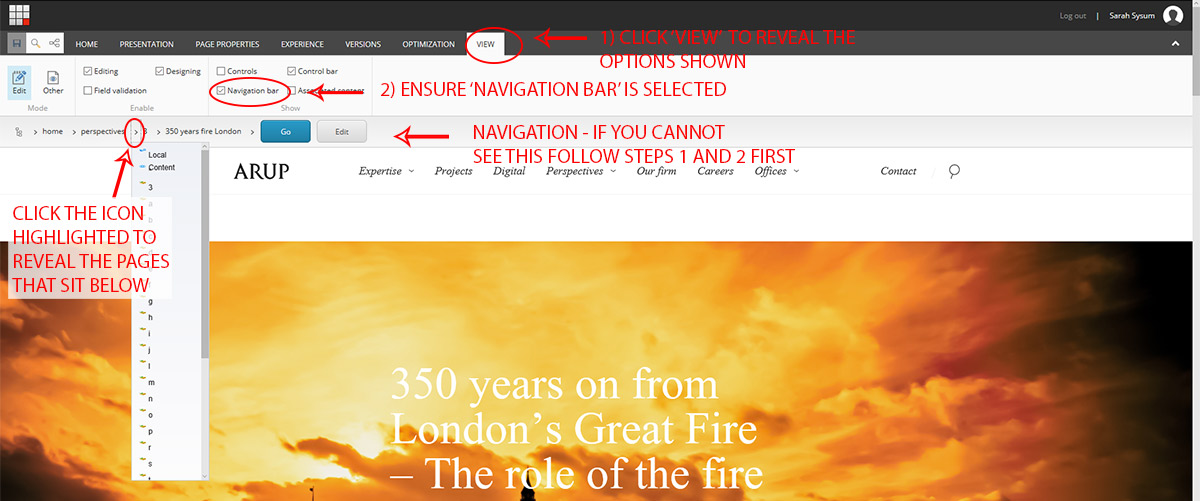 Log out | Sarah Sysum
HOME PRESENTATION PAGE PROPERTIES EXPERIENCE VERSIONS OPTIMIZATION VIEW
1) CLICK 'VIEW' TO REVEAL THE
OPTIONS SHOWN
Edit
Other
Mode
Editing Designing
Field validation
Enable
Controls Control bar
Navigation bar Associated content
Show
2) ENSURE ‘NAVIGATION BAR’ IS SELECTED
home perspectives 3 350 years fire London Go Edit
NAVIGATION - IF YOU CANNOT
SEE THIS FOLLOW STEPS 1 AND 2 FIRST
Local
Content
3
a
b
CLICK THE ICON
HIGHLIGHTED TO
REVEAL THE PAGES
THAT SIT BELOW
g
h
i
j
l
m
n
o
p
r
s
ARUP
Expertise Projects Digital Perspectives Our firm Careers Offices Contact
350 years on from
London’s Great Fire
– The role of the fire